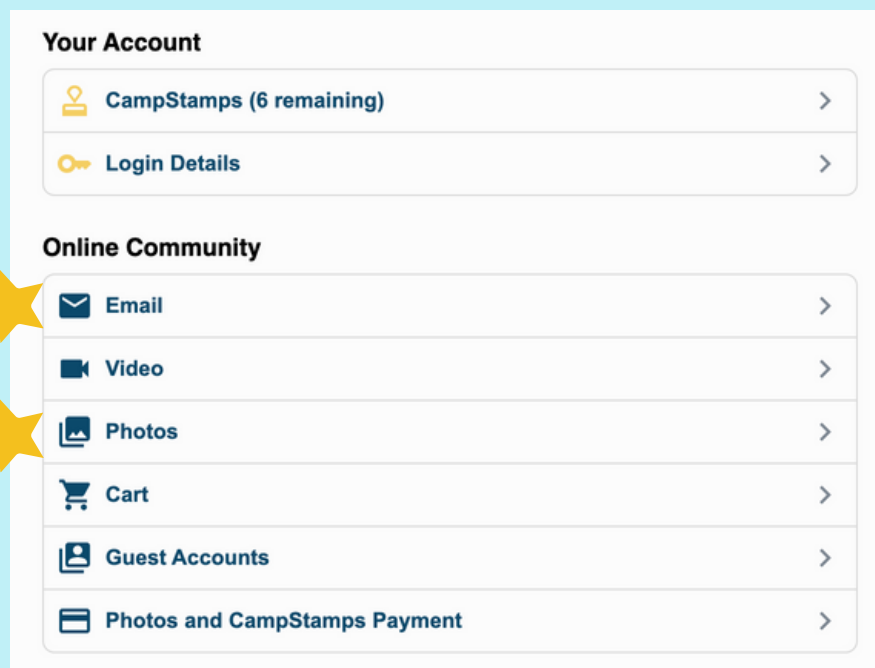 Your Account
CampStamps (6 remaining)
Login Details
Online Community
Email
Video
Photos
Cart
Guest Accounts
Photos and CampStamps Payment